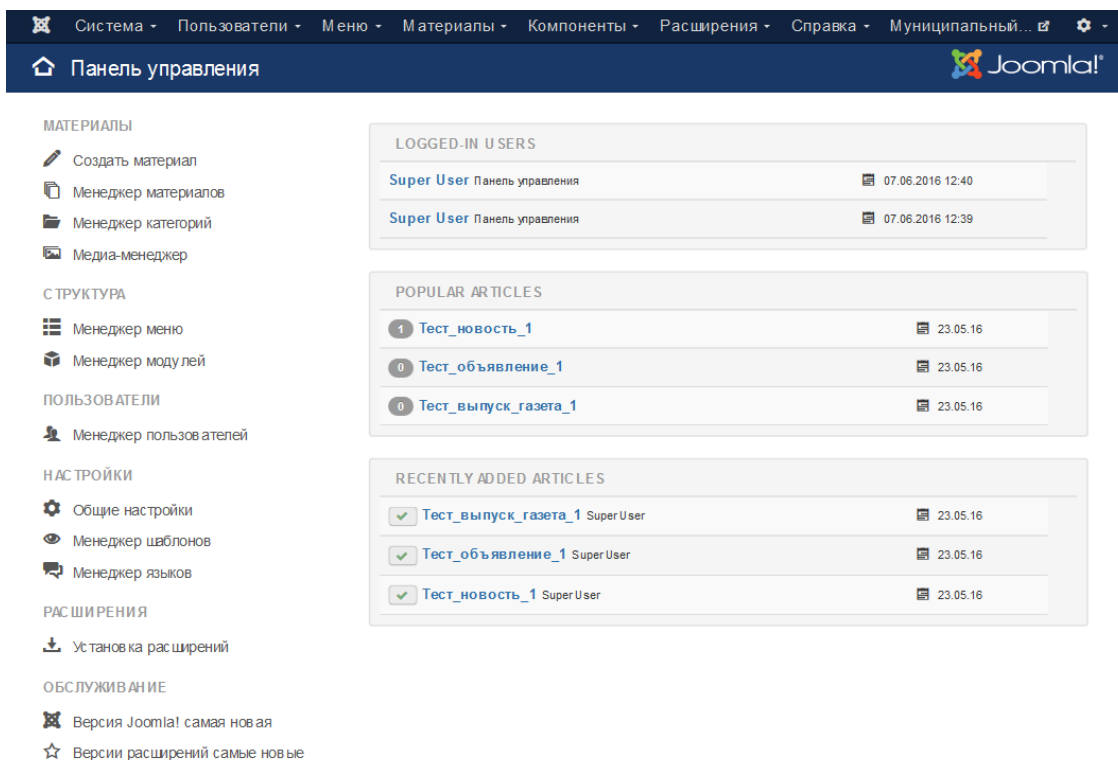 Система Пользователи Меню Материалы Компоненты Расширения Справка Муниципальный...
Панель управления
Joomla!
МАТЕРИАЛЫ
Создать материал
Менеджер материалов
Менеджер категорий
Медиа-менеджер
СТРУКТУРА
Менеджер меню
Менеджер модулей
ПОЛЬЗОВАТЕЛИ
Менеджер пользователей
НАСТРОЙКИ
Общие настройки
Менеджер шаблонов
Менеджер языков
РАСШИРЕНИЯ
Установка расширений
ОБСЛУЖИВАНИЕ
Версия Joomla! самая новая
Версии расширений самые новые
LOGGED-IN USERS
Super User Панель управления 07.06.2016 12:40
Super User Панель управления 07.06.2016 12:39
POPULAR ARTICLES
1 Тест_новость_1 23.05.16
0 Тест_объявление_1 23.05.16
0 Тест_выпуск_газета_1 23.05.16
RECENTLY ADDED ARTICLES
Тест_выпуск_газета_1 Super User 23.05.16
Тест_объявление_1 Super User 23.05.16
Тест_новость_1 Super User 23.05.16